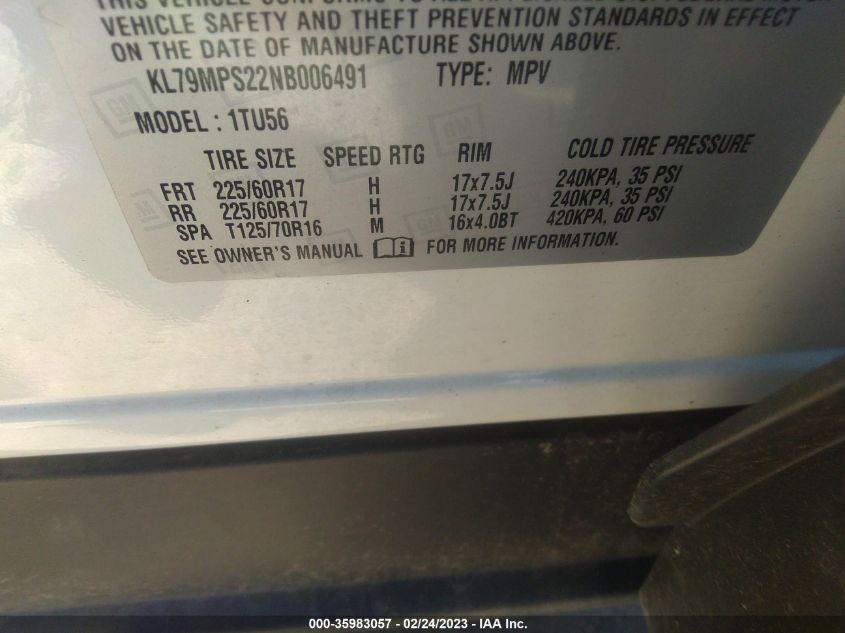 VEHICLE SAFETY AND THEFT PREVENTION STANDARDS IN EFFECT
ON THE DATE OF MANUFACTURE SHOWN ABOVE.
KL79MPS22NB006491 TYPE: MPV
MODEL: 1TU56
TIRE SIZE SPEED RTG RIM COLD TIRE PRESSURE
FRT 225/60R17 H 17x7.5J 240KPA, 35 PSI
RR 225/60R17 H 17x7.5J 240KPA, 35 PSI
SPA T125/70R16 M 16x4.0BT 420KPA, 60 PSI
SEE OWNER'S MANUAL i FOR MORE INFORMATION.
000-35983057 - 02/24/2023 - IAA Inc.